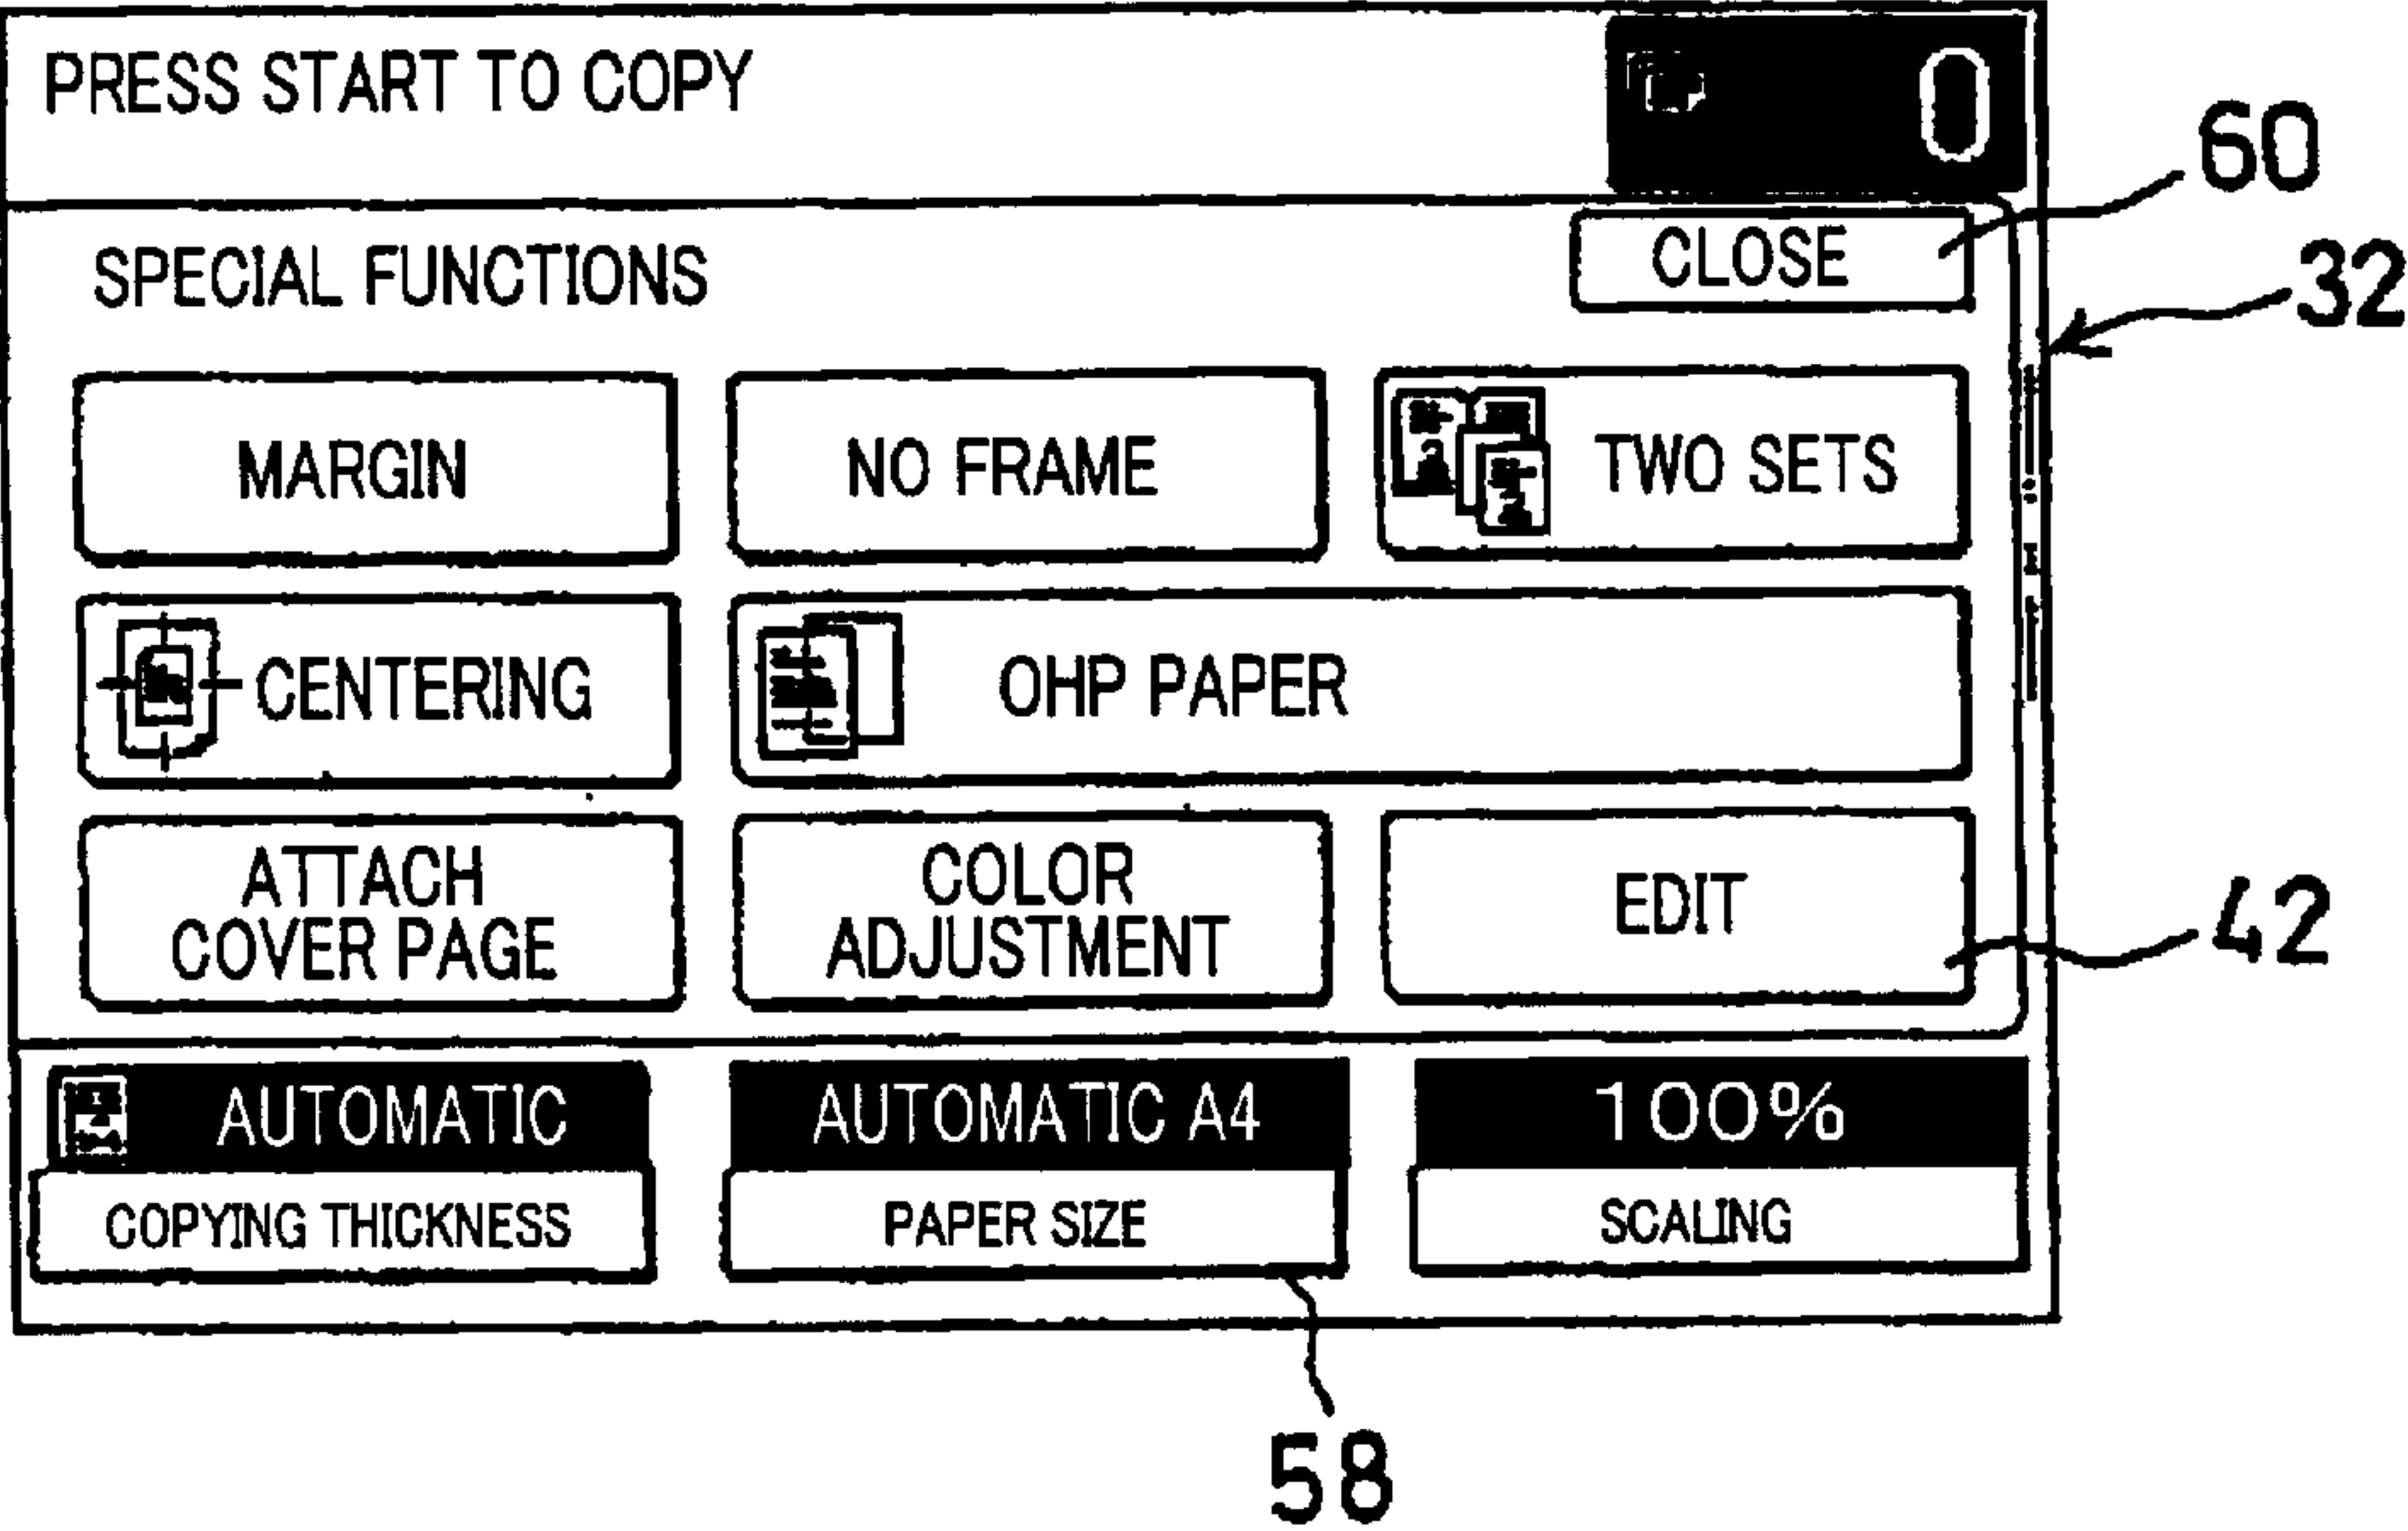 PRESS START TO COPY
0
60
SPECIAL FUNCTIONS
CLOSE
32
MARGIN
NO FRAME
TWO SETS
CENTERING
OHP PAPER
ATTACH
COVER PAGE
COLOR
ADJUSTMENT
EDIT
42
AUTOMATIC
AUTOMATIC A4
100%
COPYING THICKNESS
PAPER SIZE
SCALING
58